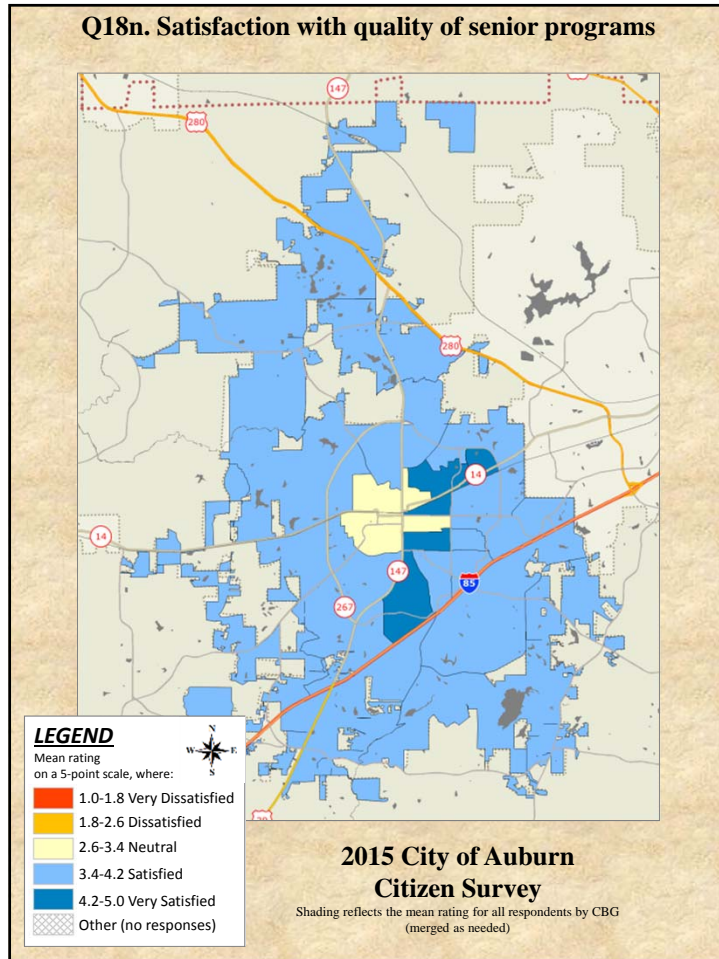 Q18n. Satisfaction with quality of senior programs
147
280
280
14
14
147
85
267
LEGEND
Mean rating
on a 5-point scale, where:
N
W E
S
1.0-1.8 Very Dissatisfied
1.8-2.6 Dissatisfied
2.6-3.4 Neutral
3.4-4.2 Satisfied
4.2-5.0 Very Satisfied
Other (no responses)
2015 City of Auburn
Citizen Survey
Shading reflects the mean rating for all respondents by CBG
(merged as needed)